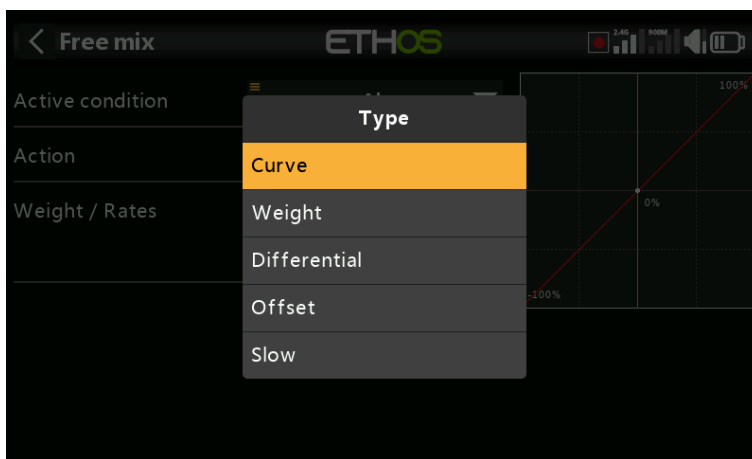 Free mix
ETHOS
2.4G
900M
Active condition
Action
Weight / Rates
Type
Curve
Weight
Differential
Offset
Slow
100%
0%
-100%